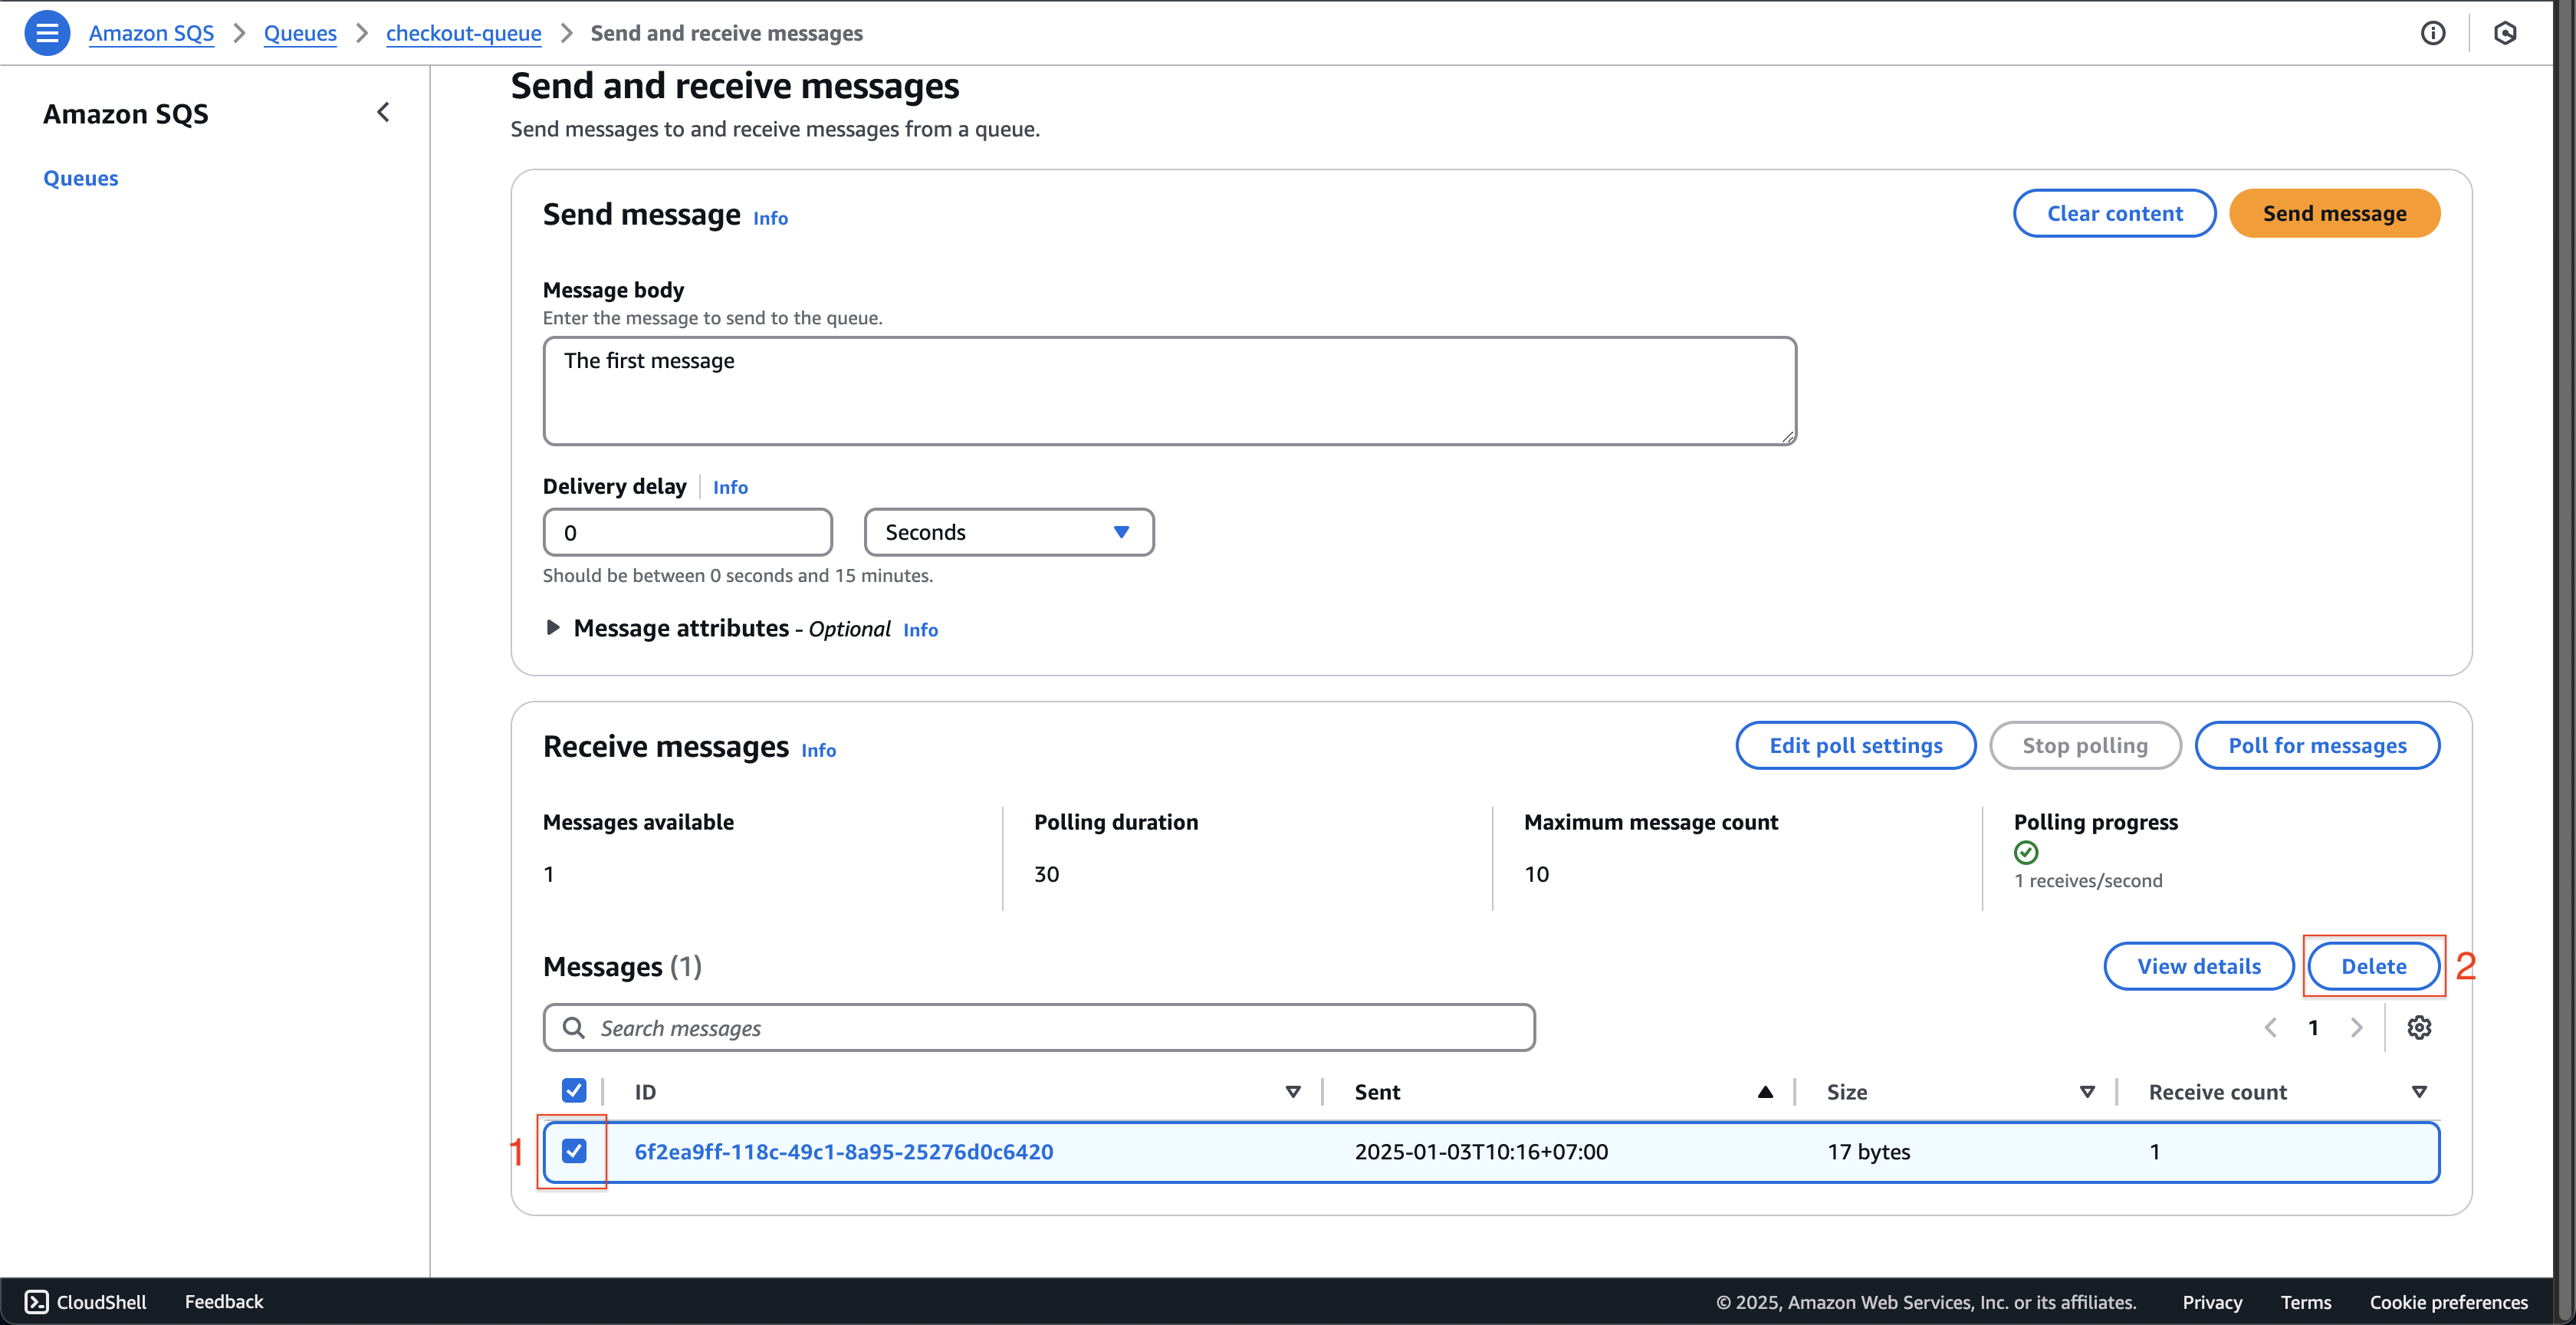 Amazon SQS > Queues > checkout-queue > Send and receive messages
Amazon SQS
Queues
Send and receive messages
Send messages to and receive messages from a queue.
Send message Info
Clear content
Send message
Message body
Enter the message to send to the queue.
The first message
Delivery delay Info
0
Seconds
Should be between 0 seconds and 15 minutes.
Message attributes - Optional Info
Receive messages Info
Edit poll settings
Stop polling
Poll for messages
Messages available
1
Polling duration
30
Maximum message count
10
Polling progress
1 receives/second
Messages (1)
View details
Delete
2
Search messages
1
ID Sent Size Receive count
1
6f2ea9ff-118c-49c1-8a95-25276d0c6420 2025-01-03T10:16+07:00 17 bytes 1
CloudShell Feedback © 2025, Amazon Web Services, Inc. or its affiliates. Privacy Terms Cookie preferences